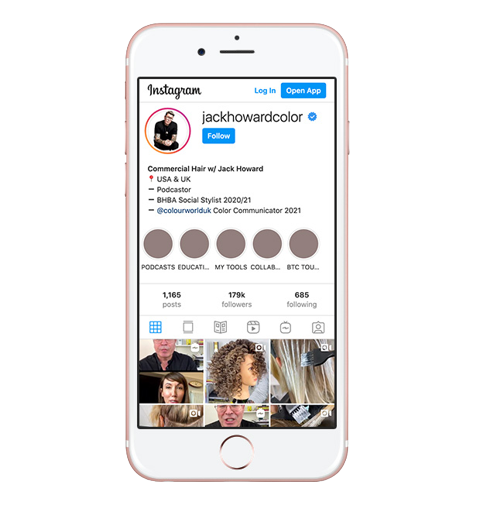 Instagram
Log In
Open App
jackhowardcolor
Follow
Commercial Hair w/ Jack Howard
📍 USA & UK
– Podcastor
– BHBA Social Stylist 2020/21
– @colourworlduk Color Communicator 2021
PODCASTS EDUCATI... MY TOOLS COLLAB... BTC TOU...
1,165 179k 685
posts followers following